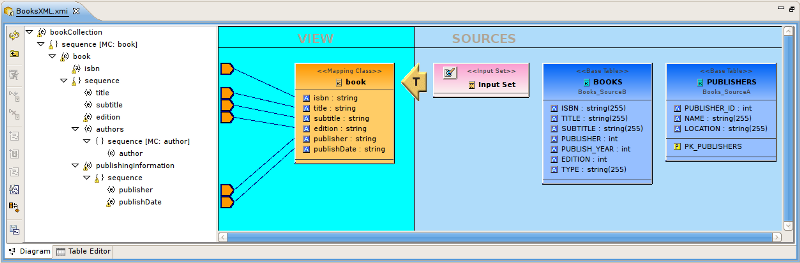 BooksXML.xmi
bookCollection
sequence [MC: book]
book
isbn
sequence
title
subtitle
edition
authors
sequence [MC: author]
author
publishingInformation
sequence
publisher
publishDate
VIEW
SOURCES
<<Mapping Class>>
book
isbn : string
title : string
subtitle : string
edition : string
publisher : string
publishDate : string
T
<<Input Set>>
Input Set
<<Base Table>>
BOOKS
Books_SourceB
ISBN : string(255)
TITLE : string(255)
SUBTITLE : string(255)
PUBLISHER : int
PUBLISH_YEAR : int
EDITION : int
TYPE : string(255)
<<Base Table>>
PUBLISHERS
Books_SourceA
PUBLISHER_ID : int
NAME : string(255)
LOCATION : string(255)
PK_PUBLISHERS
Diagram
Table Editor